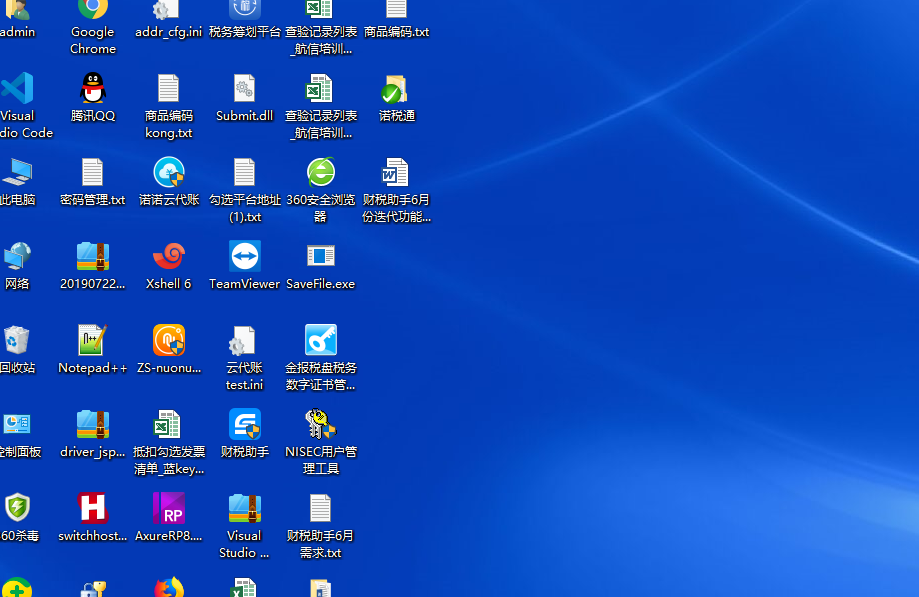 admin
Google
Chrome
addr_cfg.ini
税务筹划平台
查验记录列表
_航信培训...
商品编码.txt
Visual
dio Code
腾讯QQ
商品编码
kong.txt
Submit.dll
查验记录列表
_航信培训...
诺税通
此电脑
密码管理.txt
诺诺云代账
勾选平台地址
(1).txt
360安全浏览
器
财税助手6月
份迭代功能...
网络
20190722...
Xshell 6
TeamViewer
SaveFile.exe
回收站
Notepad++
ZS-nuonu...
云代账
test.ini
金报税盘税务
数字证书管...
控制面板
driver_jsp...
抵扣勾选发票
清单_蓝key...
财税助手
NISEC用户管
理工具
60杀毒
switchhost...
AxureRP8....
RP
Visual
Studio ...
财税助手6月
需求.txt